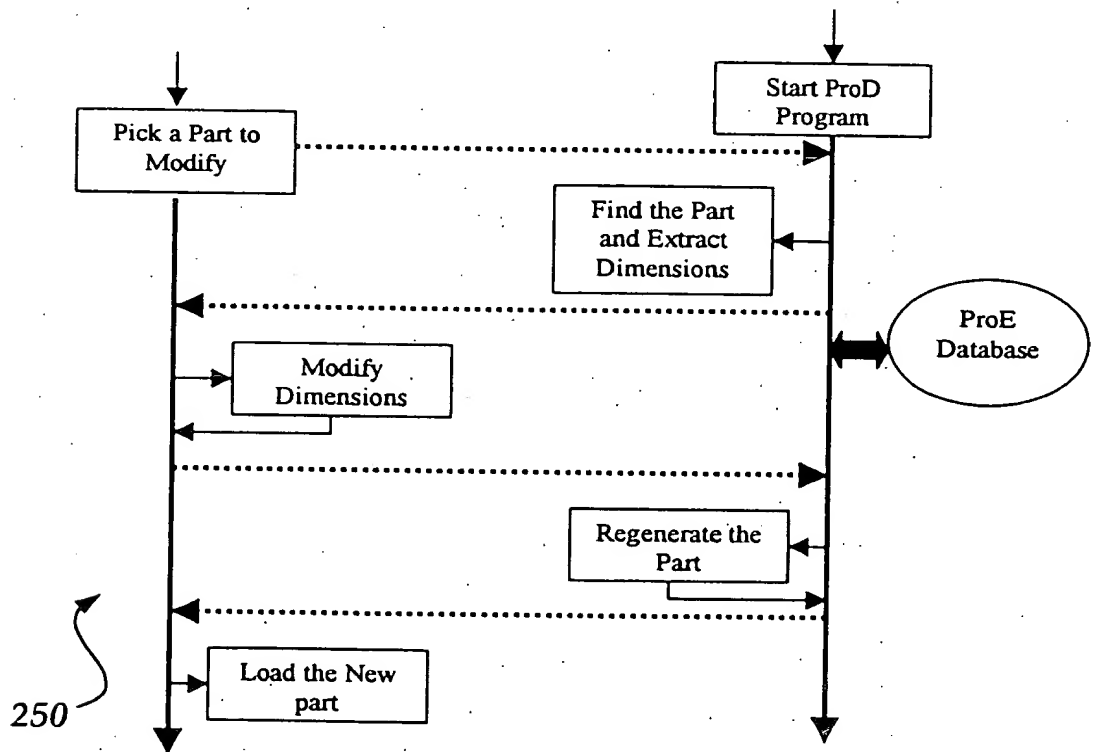 Start ProD
Program
Pick a Part to
Modify
Find the Part
and Extract
Dimensions
ProE
Database
Modify
Dimensions
Regenerate the
Part
Load the New
part
250